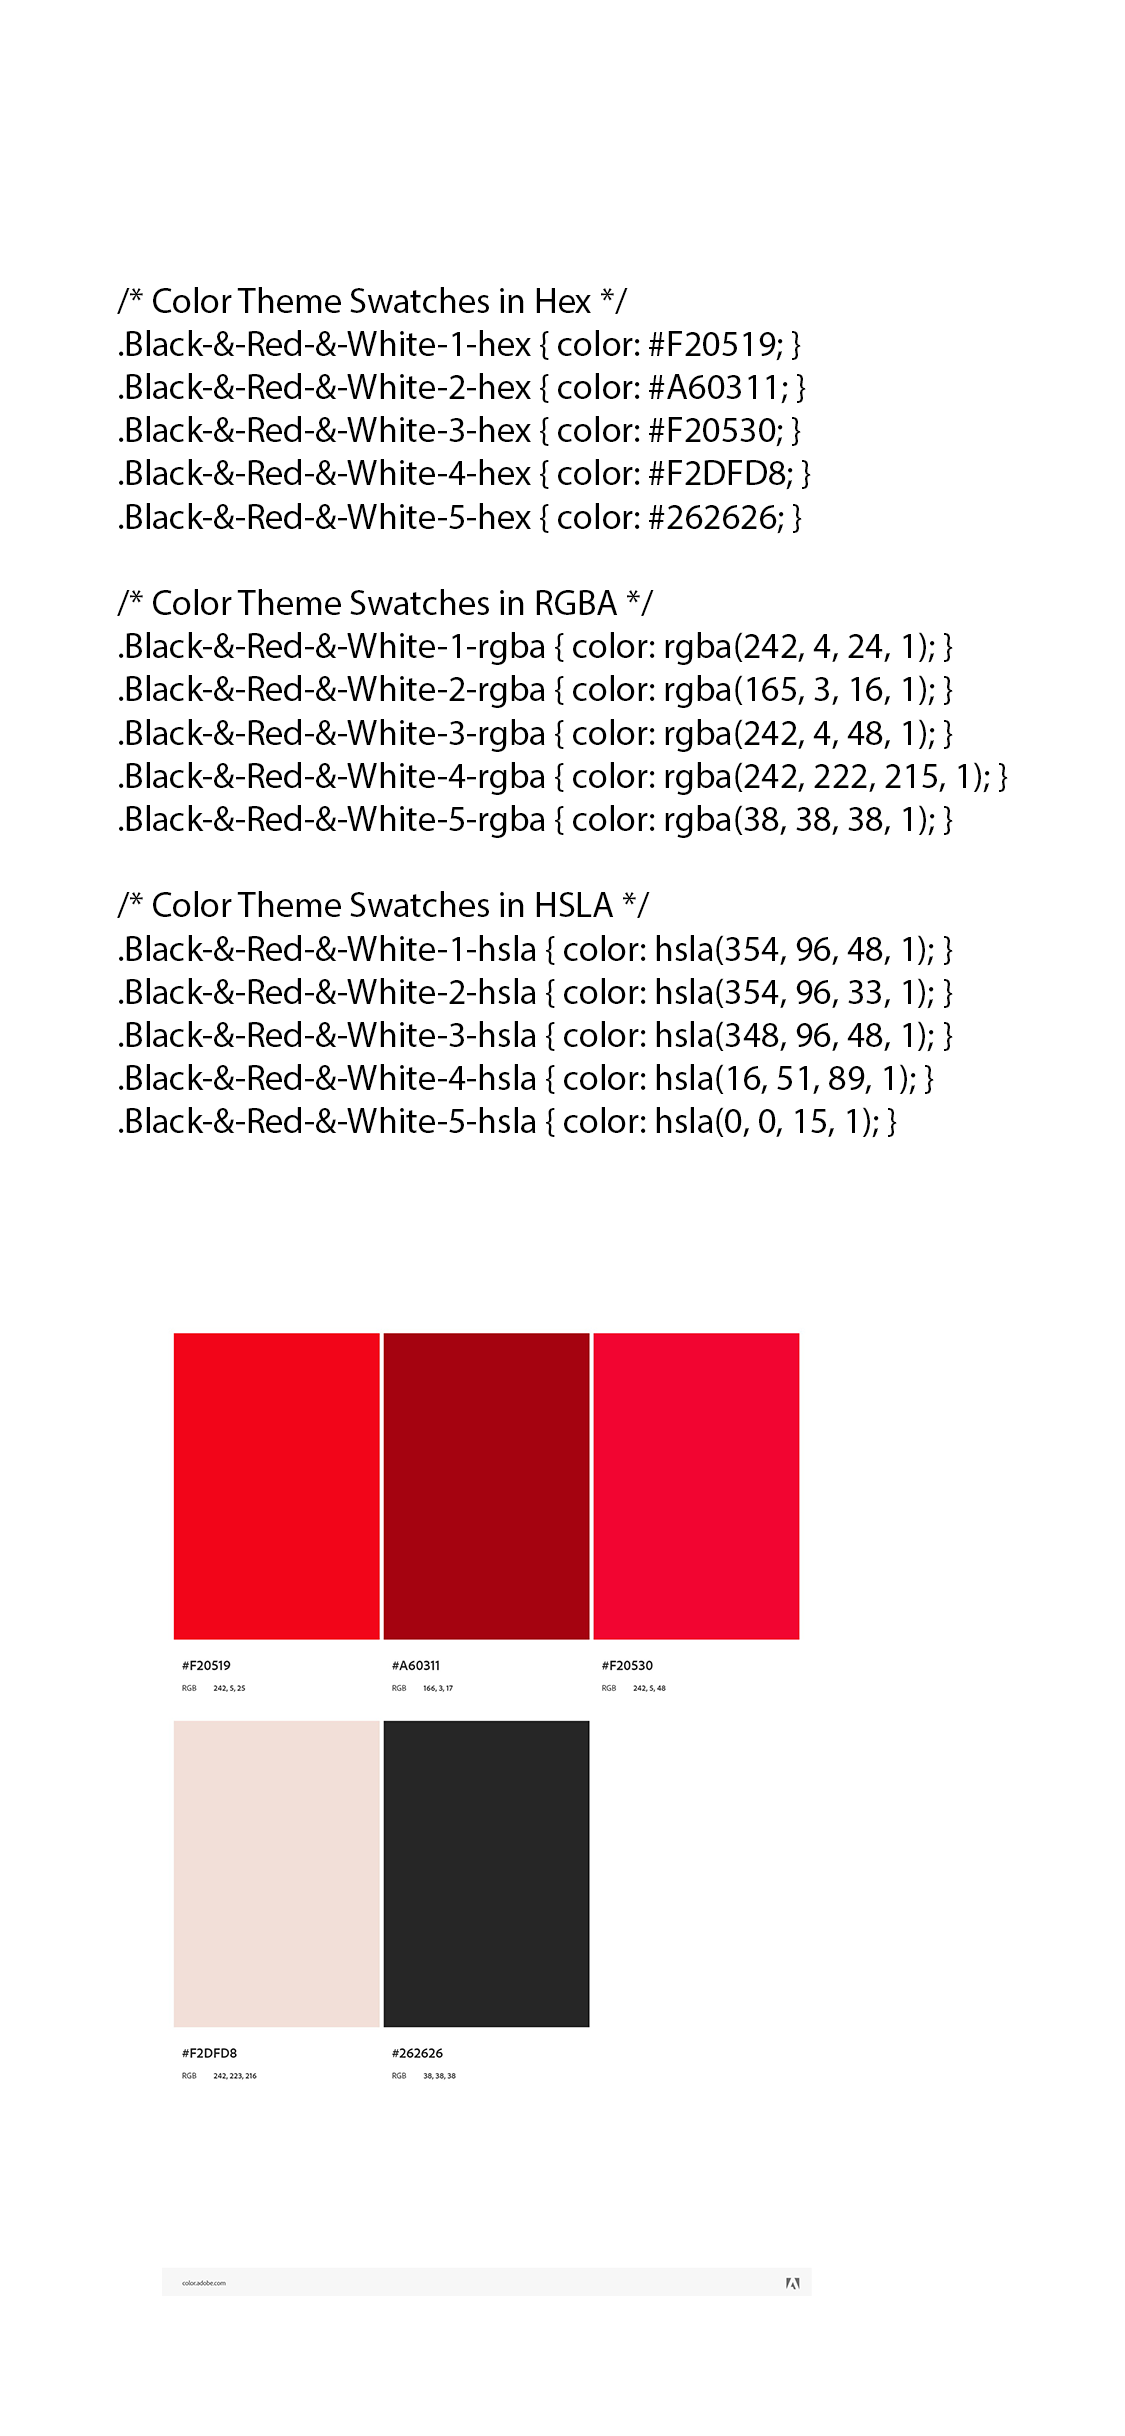 /* Color Theme Swatches in Hex */
.Black-&-Red-&-White-1-hex { color: #F20519; }
.Black-&-Red-&-White-2-hex { color: #A60311; }
.Black-&-Red-&-White-3-hex { color: #F20530; }
.Black-&-Red-&-White-4-hex { color: #F2DFD8; }
.Black-&-Red-&-White-5-hex { color: #262626; }
/* Color Theme Swatches in RGBA */
.Black-&-Red-&-White-1-rgba { color: rgba(242, 4, 24, 1); }
.Black-&-Red-&-White-2-rgba { color: rgba(165, 3, 16, 1); }
.Black-&-Red-&-White-3-rgba { color: rgba(242, 4, 48, 1); }
.Black-&-Red-&-White-4-rgba { color: rgba(242, 222, 215, 1); }
.Black-&-Red-&-White-5-rgba { color: rgba(38, 38, 38, 1); }
/* Color Theme Swatches in HSLA */
.Black-&-Red-&-White-1-hsla { color: hsla(354, 96, 48, 1); }
.Black-&-Red-&-White-2-hsla { color: hsla(354, 96, 33, 1); }
.Black-&-Red-&-White-3-hsla { color: hsla(348, 96, 48, 1); }
.Black-&-Red-&-White-4-hsla { color: hsla(16, 51, 89, 1); }
.Black-&-Red-&-White-5-hsla { color: hsla(0, 0, 15, 1); }
#F20519 #A60311 #F20530
RGB 242, 5, 25 RGB 166, 3, 17 RGB 242, 5, 48
#F2DFD8 #262626
RGB 242, 223, 216 RGB 38, 38, 38
color.adobe.com